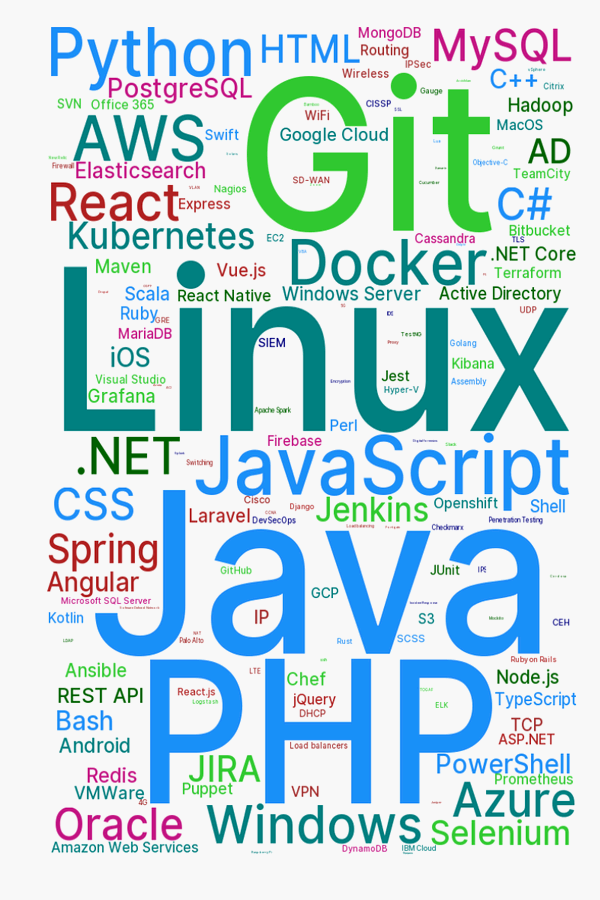 Python
HTML
MongoDB
MySQL
Routing
IPSec
Wireless
C++
Citrix
PostgreSQL
Git
Gauge
SVN
Office 365
CISSP
SSL
Hadoop
WiFi
MacOS
AWS
Swift
Google Cloud
AD
Objective-C
Firewall
Elasticsearch
TeamCity
SD-WAN
Cucumber
VLAN
Nagios
React
Express
C#
Bitbucket
Kubernetes
EC2
Cassandra
TLS
Docker
.NET Core
Maven
Vue.js
Terraform
Linux
Scala
React Native
Windows Server
Active Directory
Ruby
GRE
UDP
IDS
MariaDB
TestNG
SIEM
Proxy
Golang
iOS
Kibana
Visual Studio
Jest
Encryption
Assembly
Grafana
Hyper-V
Apache Spark
Perl
Firebase
.NET
JavaScript
Switching
CSS
Cisco
Django
Jenkins
Openshift
Shell
Laravel
DevSecOps
Penetration Testing
Checkmarx
Java
Spring
GitHub
JUnit
IPS
Angular
GCP
Microsoft SQL Server
Kotlin
IP
S3
CEH
Palo Alto
Rust
SCSS
PHP
Ruby on Rails
Ansible
LTE
Chef
Node.js
REST API
React.js
jQuery
TypeScript
Logstash
ELK
Bash
DHCP
TCP
Android
Load balancers
ASP.NET
JIRA
PowerShell
Redis
Prometheus
VMWare
Puppet
VPN
Azure
4G
Oracle
Windows
Selenium
Amazon Web Services
DynamoDB
IBM Cloud